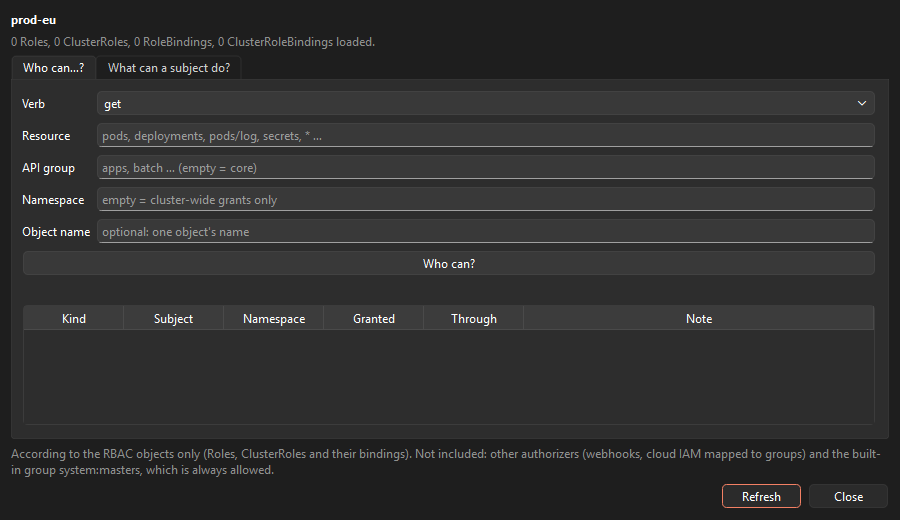 prod-eu
0 Roles, 0 ClusterRoles, 0 RoleBindings, 0 ClusterRoleBindings loaded.
Who can...? What can a subject do?
Verb get
Resource pods, deployments, pods/log, secrets, * ...
API group apps, batch ... (empty = core)
Namespace empty = cluster-wide grants only
Object name optional: one object's name
Who can?
Kind Subject Namespace Granted Through Note
According to the RBAC objects only (Roles, ClusterRoles and their bindings). Not included: other authorizers (webhooks, cloud IAM mapped to groups) and the built-
in group system:masters, which is always allowed.
Refresh Close